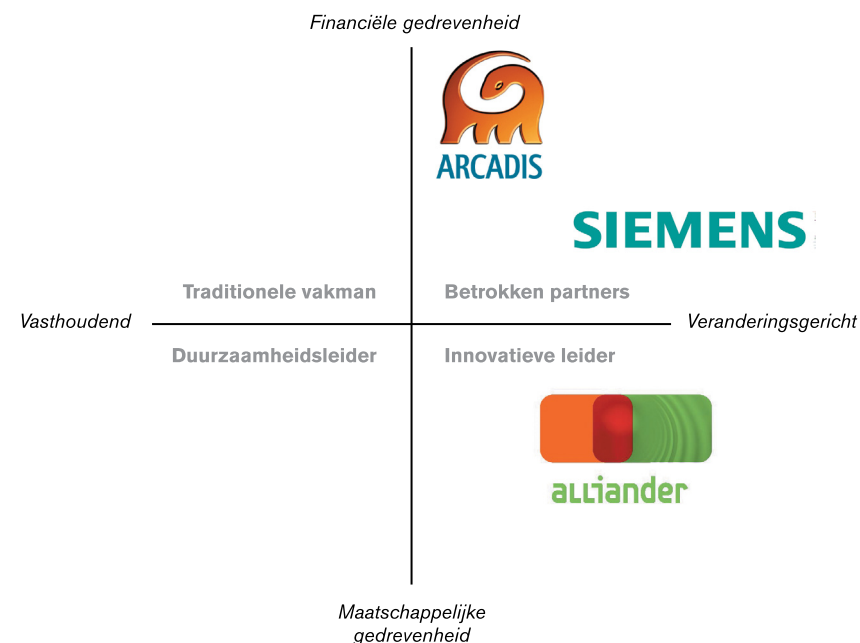 Financiële gedrevenheid
ARCADIS
SIEMENS
Traditionele vakman
Betrokken partners
Vasthoudend
Veranderingsgericht
Duurzaamheidsleider
Innovatieve leider
alliander
Maatschappelijke
gedrevenheid